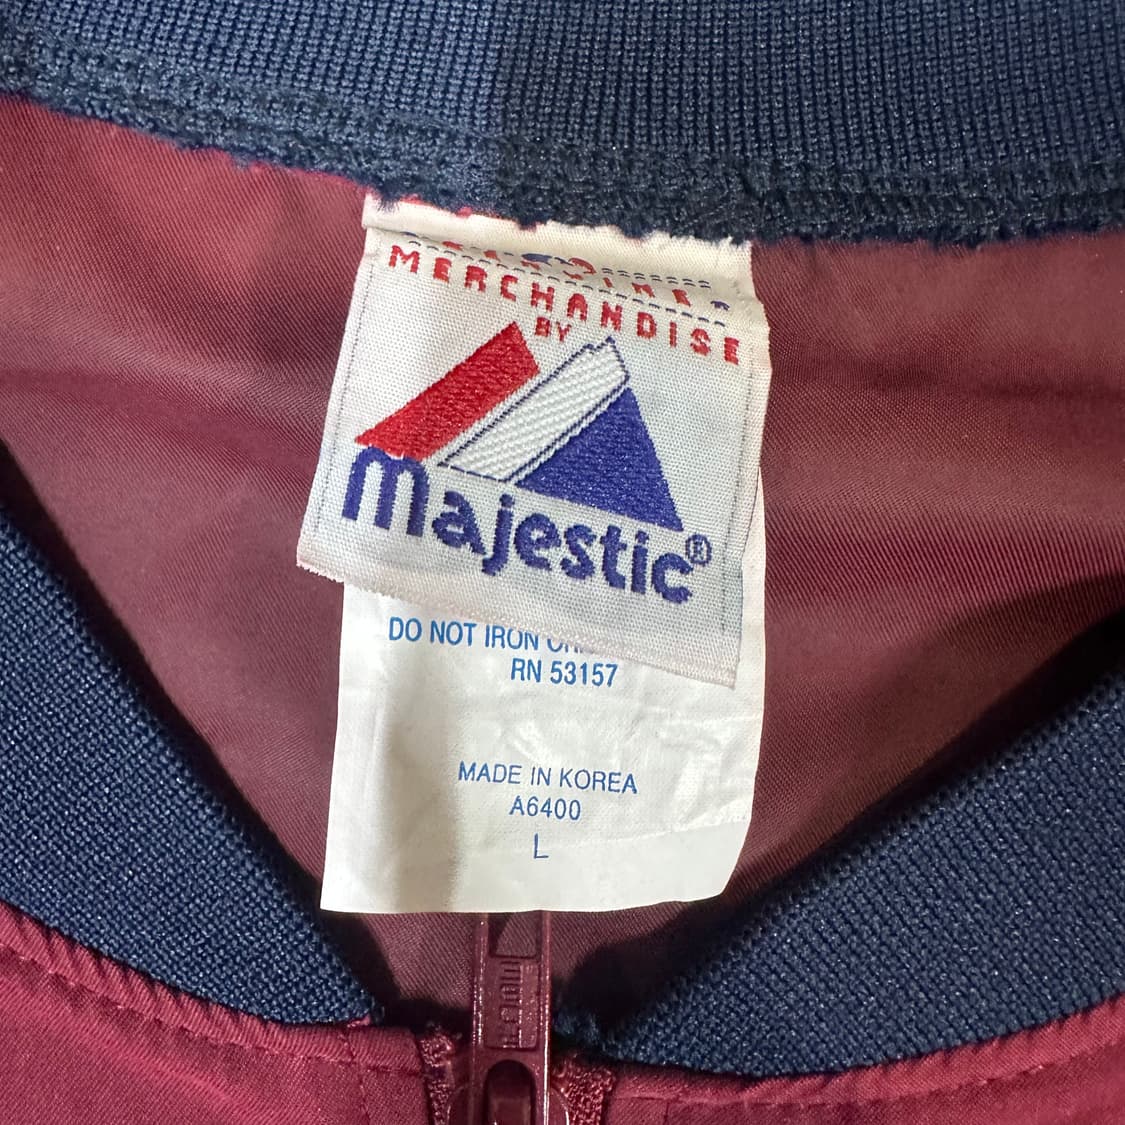 MERCHANDISE
BY
majestic®
DO NOT IRON
RN 53157
MADE IN KOREA
A6400
L